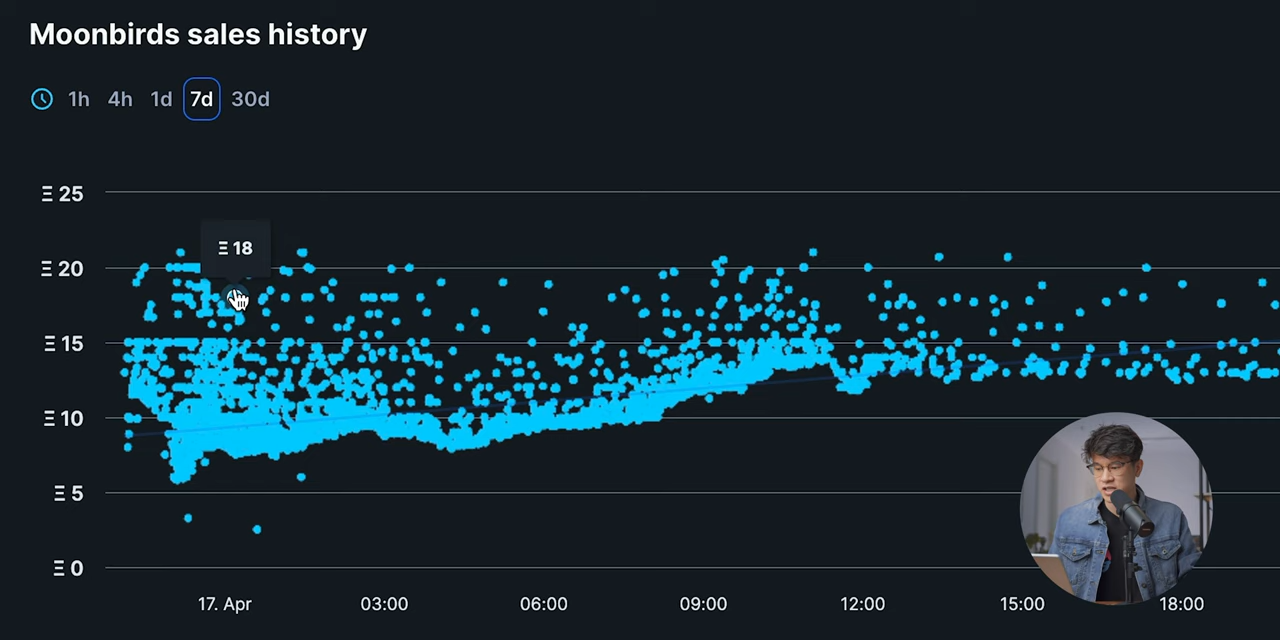 Moonbirds sales history
1h 4h 1d 7d 30d
Ξ 25
Ξ 18
Ξ 20
Ξ 15
Ξ 10
Ξ 5
Ξ 0
17. Apr 03:00 06:00 09:00 12:00 15:00 18:00